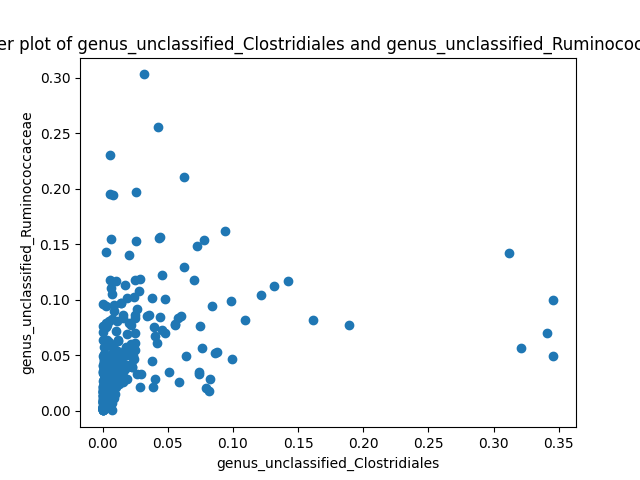 er plot of genus_unclassified_Clostridiales and genus_unclassified_Ruminococ
0.30
0.25
0.20
0.15
0.10
0.05
0.00
genus_unclassified_Ruminococcaceae
0.00 0.05 0.10 0.15 0.20 0.25 0.30 0.35
genus_unclassified_Clostridiales